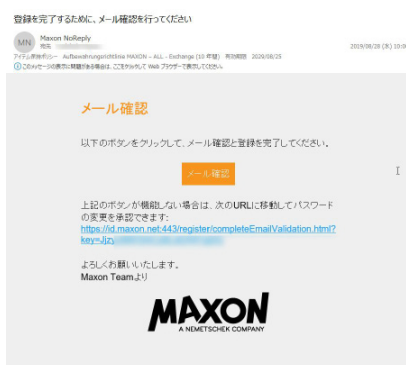 登録を完了するために、メール確認を行ってください
MN
Maxon NoReply
宛先
アイテム保持ポリシー Aufbewahrungsrichtlinie MAXON - ALL - Exchange (10 年間) 有効期限 2029/08/25
このメッセージの表示に問題がある場合は、ここをクリックして Web ブラウザーで表示してください。
2019/08/28 (水) 10:0
メール確認
以下のボタンをクリックして、メール確認と登録を完了してください。
メール確認
上記のボタンが機能しない場合は、次のURLに移動してパスワード
の変更を承認できます:
https://id.maxon.net:443/register/completeEmailValidation.html?
key=Jjzy
よろしくお願いいたします。
Maxon Teamより
MAXON
A NEMETSCHEK COMPANY